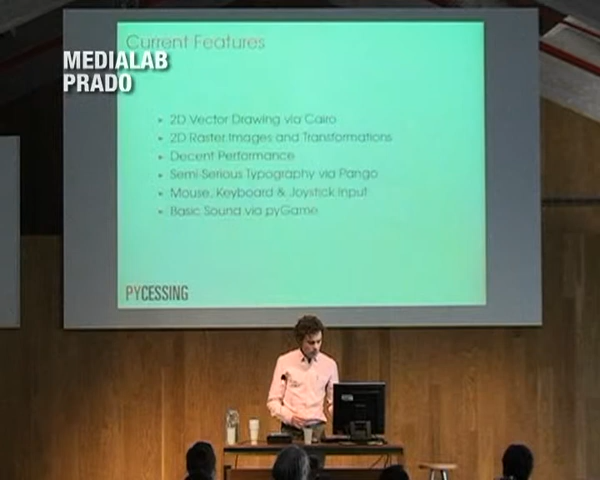 Current Features
MEDIALAB
PRADO
2D Vector Drawing via Cairo
2D Raster Images and Transformations
Decent Performance
Semi-Serious Typography via Pango
Mouse, Keyboard & Joystick Input
Basic Sound via pyGame
PYCESSING